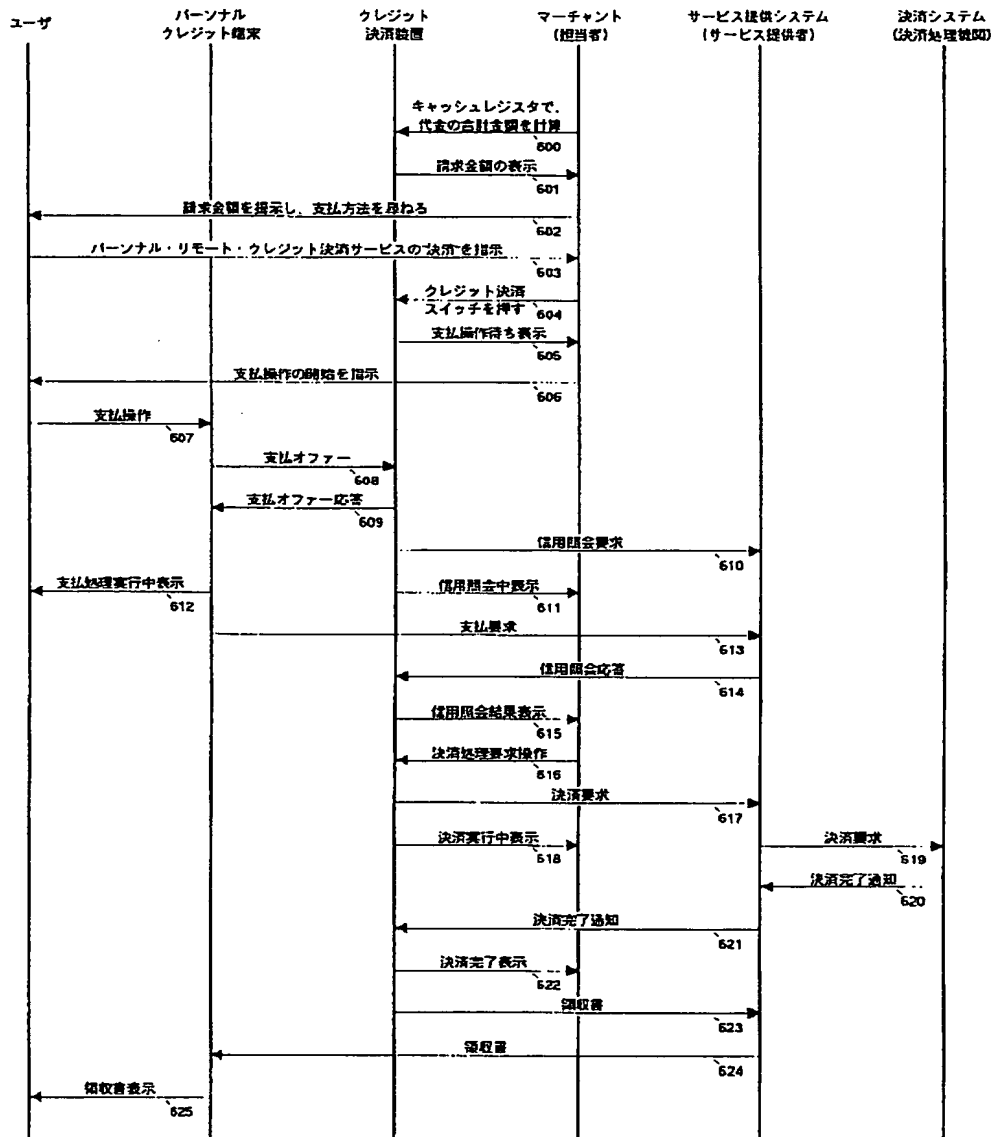 ユーザ
パーソナル
クレジット端末
クレジット
決済装置
マーチャント
(担当者)
サービス提供システム
(サービス提供者)
決済システム
(決済処理機関)
キャッシュレジスタで、
代金の合計金額を計算
600
請求金額の表示
601
請求金額を提示し、支払方法を尋ねる
602
パーソナル・リモート・クレジット決済サービスの"決済"を指示
603
クレジット決済
スイッチを押す
604
支払操作待ち表示
605
支払操作の開始を指示
606
支払操作
607
支払オファー
608
支払オファー応答
609
信用照会要求
610
支払処理実行中表示
612
信用照会中表示
611
支払要求
613
信用照会応答
614
信用照会結果表示
615
決済処理要求操作
616
決済要求
617
決済実行中表示
618
決済要求
619
決済完了通知
620
決済完了通知
621
決済完了表示
622
領収書
623
領収書
624
領収書表示
625